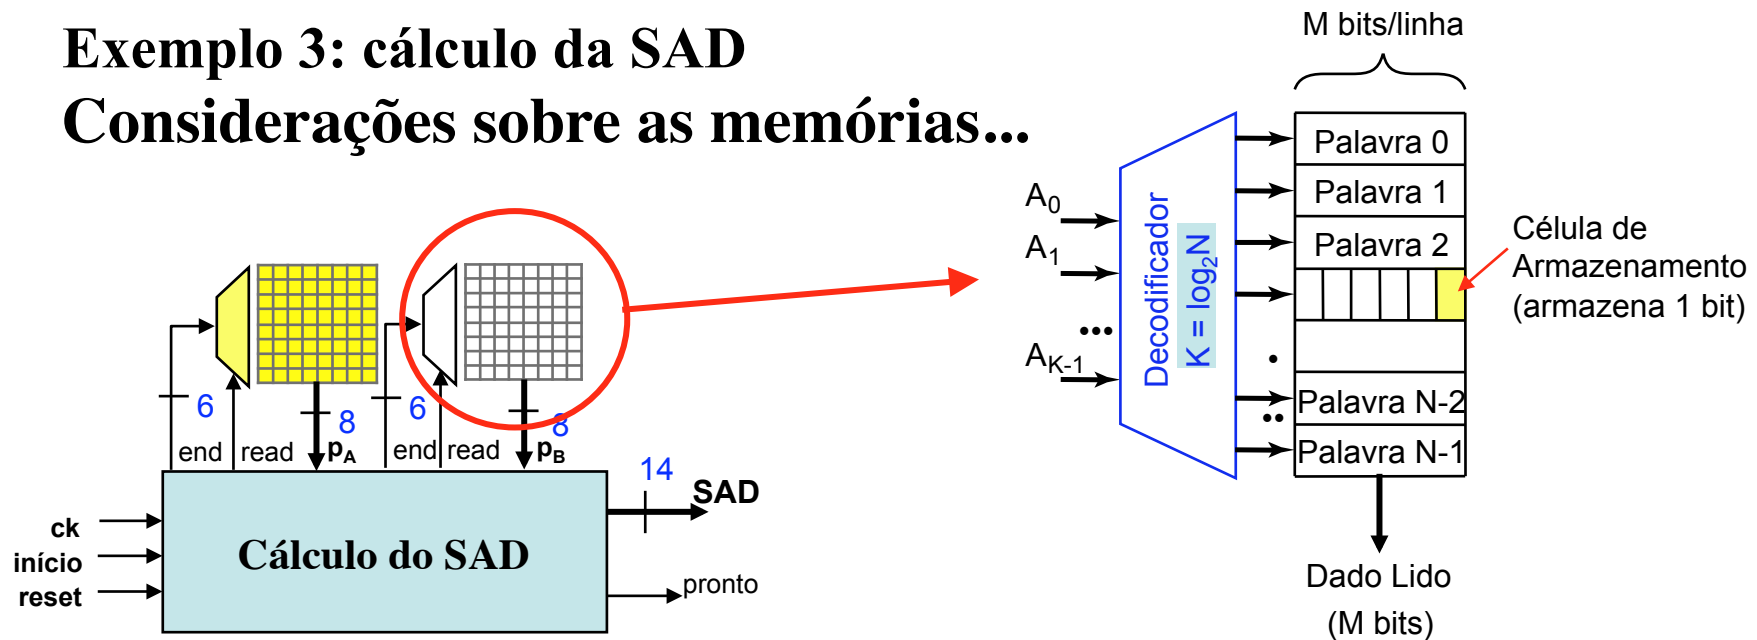 Exemplo 3: cálculo da SAD
Considerações sobre as memórias...
6
8
6
8
end
read
pA
end
read
pB
14
SAD
ck
início
reset
Cálculo do SAD
pronto
M bits/linha
A0
A1
...
AK-1
Decodificador
K = log2N
Palavra 0
Palavra 1
Palavra 2
Palavra N-2
Palavra N-1
Célula de
Armazenamento
(armazena 1 bit)
Dado Lido
(M bits)